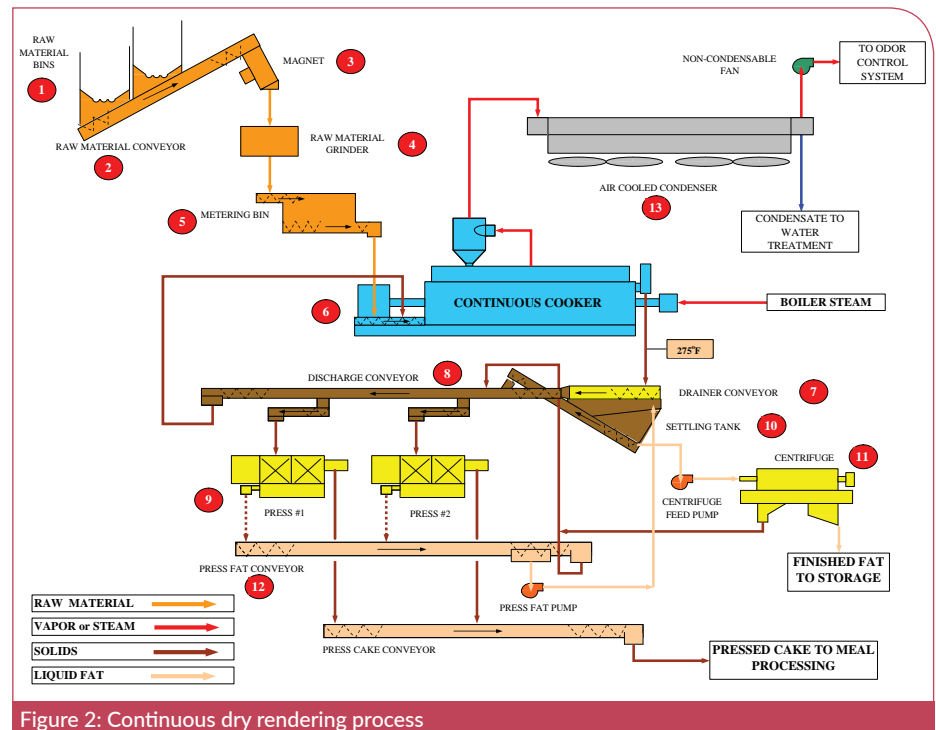 RAW
MATERIAL
BINS
1
RAW MATERIAL CONVEYOR
2
MAGNET
3
RAW MATERIAL
GRINDER
4
METERING BIN
5
NON-CONDENSABLE
FAN
TO ODOR
CONTROL
SYSTEM
AIR COOLED CONDENSER
13
CONDENSATE TO
WATER
TREATMENT
6
CONTINUOUS COOKER
BOILER STEAM
275°F
DISCHARGE CONVEYOR
8
DRAINER CONVEYOR
7
SETTLING TANK
10
CENTRIFUGE
11
CENTRIFUGE
FEED PUMP
9
PRESS #1
PRESS #2
PRESS FAT CONVEYOR
12
PRESS FAT PUMP
FINISHED FAT
TO STORAGE
PRESS CAKE CONVEYOR
PRESSED CAKE TO MEAL
PROCESSING
RAW MATERIAL
VAPOR or STEAM
SOLIDS
LIQUID FAT
Figure 2: Continuous dry rendering process